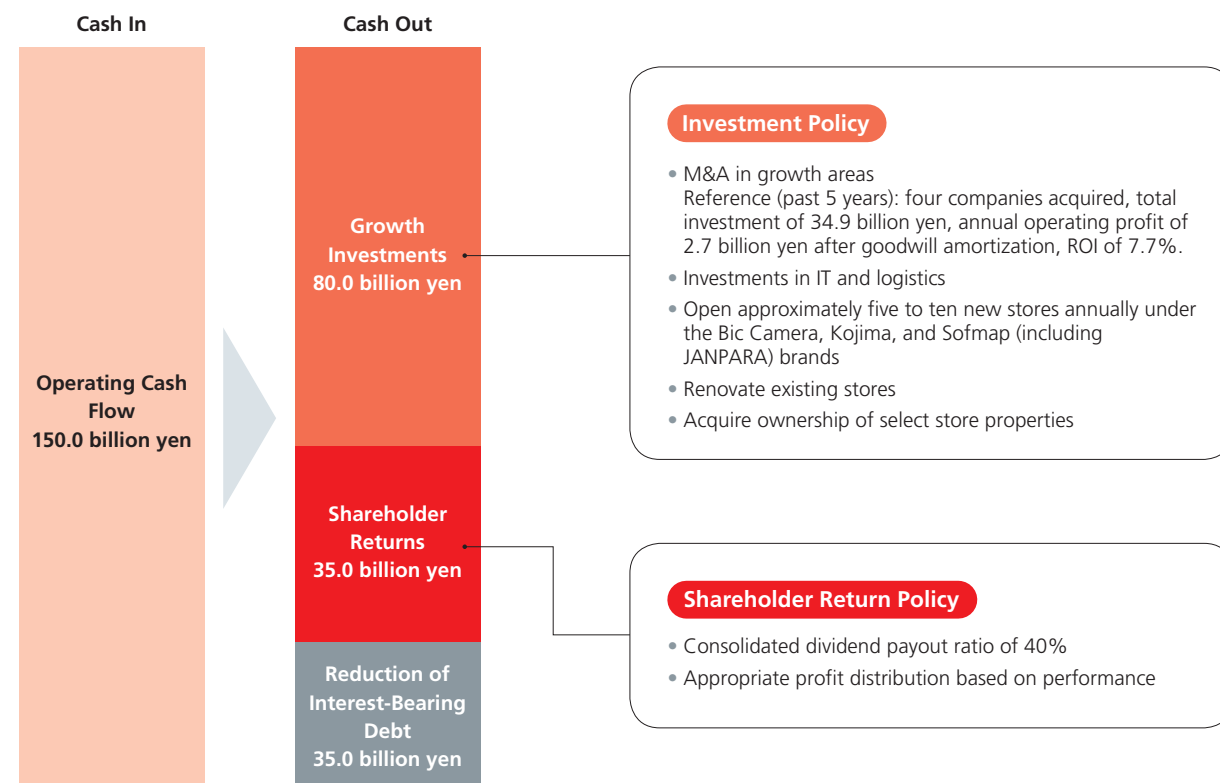 Cash In
Cash Out
Operating Cash
Flow
150.0 billion yen
Growth
Investments
80.0 billion yen
Shareholder
Returns
35.0 billion yen
Reduction of
Interest-Bearing
Debt
35.0 billion yen
Investment Policy
• M&A in growth areas
Reference (past 5 years): four companies acquired, total
investment of 34.9 billion yen, annual operating profit of
2.7 billion yen after goodwill amortization, ROI of 7.7%.
• Investments in IT and logistics
• Open approximately five to ten new stores annually under
the Bic Camera, Kojima, and Sofmap (including
JANPARA) brands
• Renovate existing stores
• Acquire ownership of select store properties
Shareholder Return Policy
• Consolidated dividend payout ratio of 40%
• Appropriate profit distribution based on performance